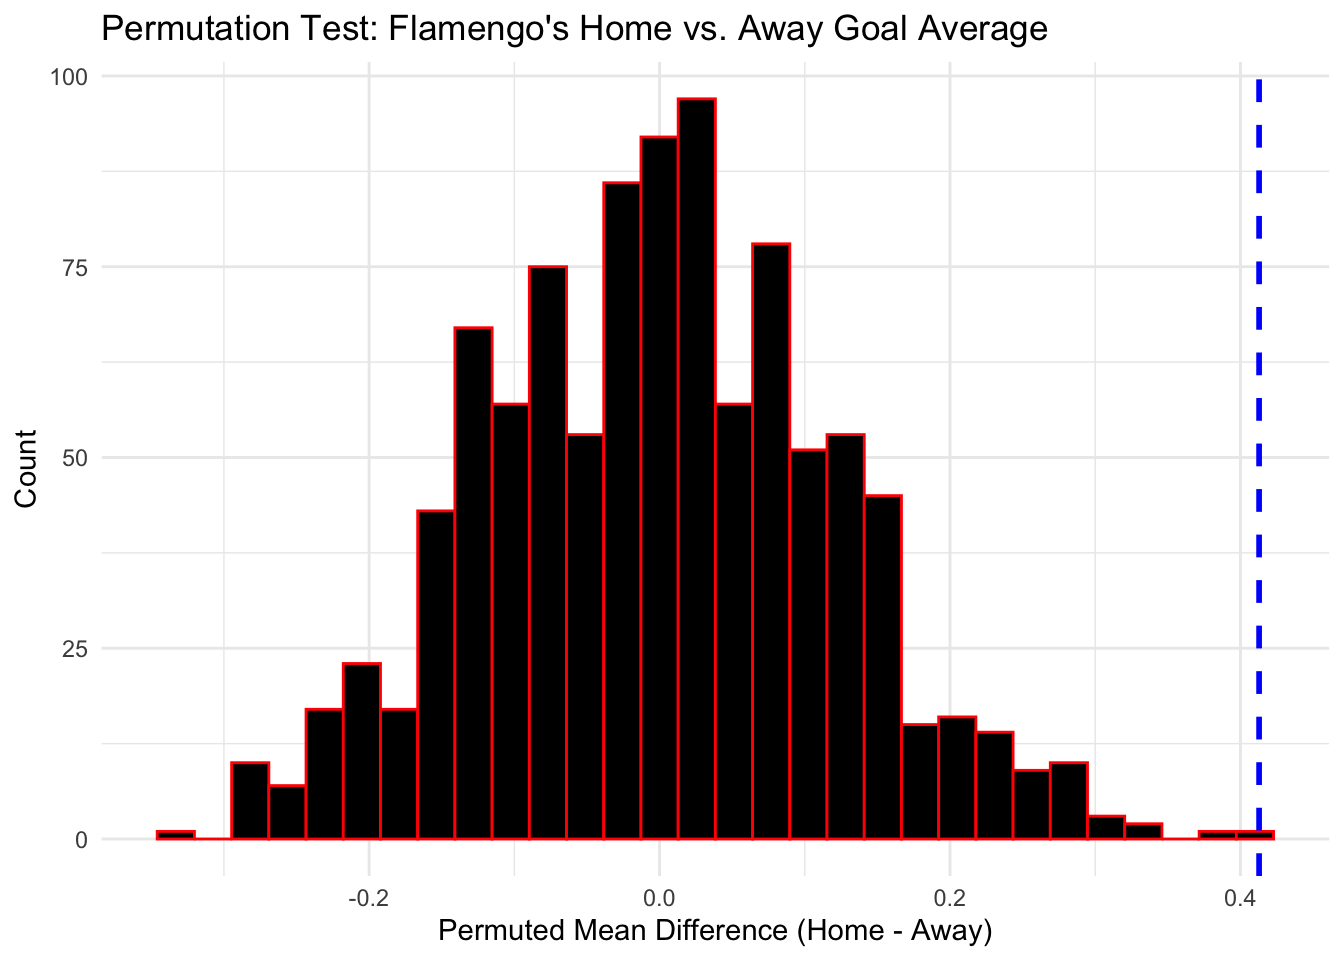 Permutation Test: Flamengo's Home vs. Away Goal Average
100
75
50
25
0
Count
-0.2 0.0 0.2 0.4
Permuted Mean Difference (Home - Away)